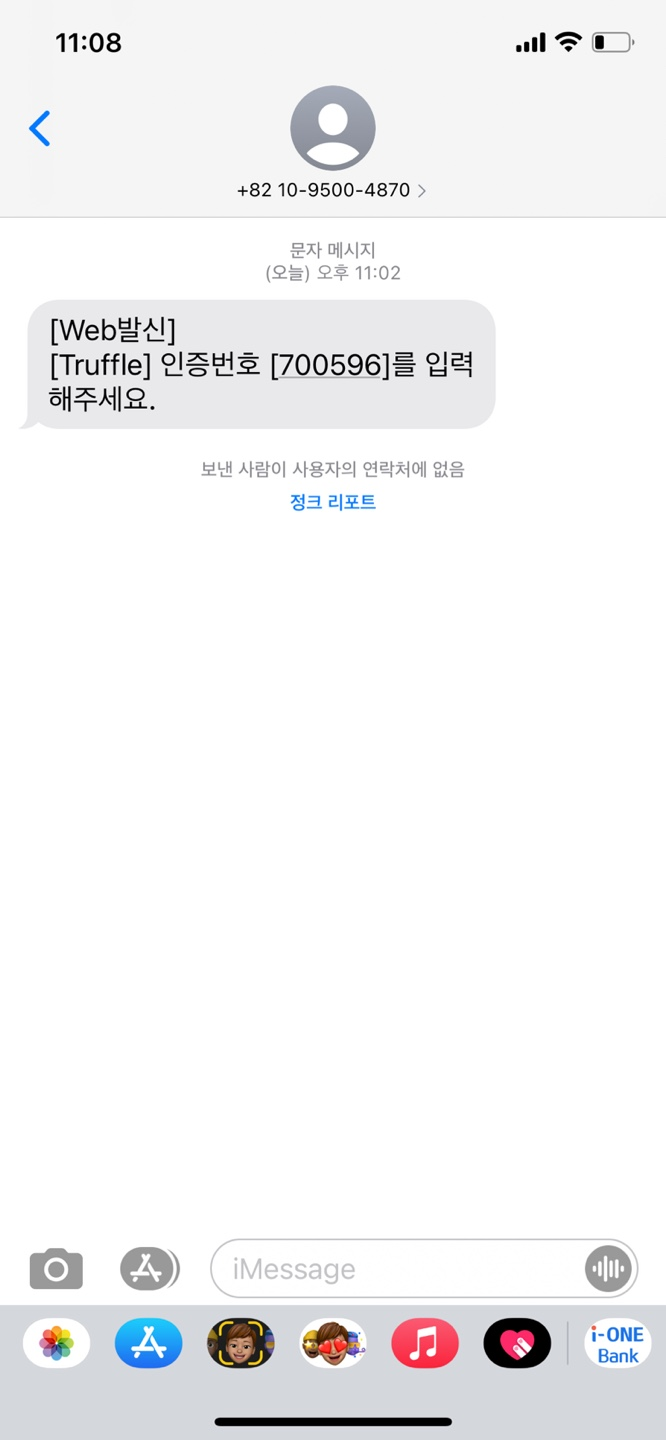 11:08
+82 10-9500-4870
문자 메시지
(오늘) 오후 11:02
[Web발신]
[Truffle] 인증번호 [700596]를 입력
해주세요.
보낸 사람이 사용자의 연락처에 없음
정크 리포트
iMessage
i-ONE
Bank